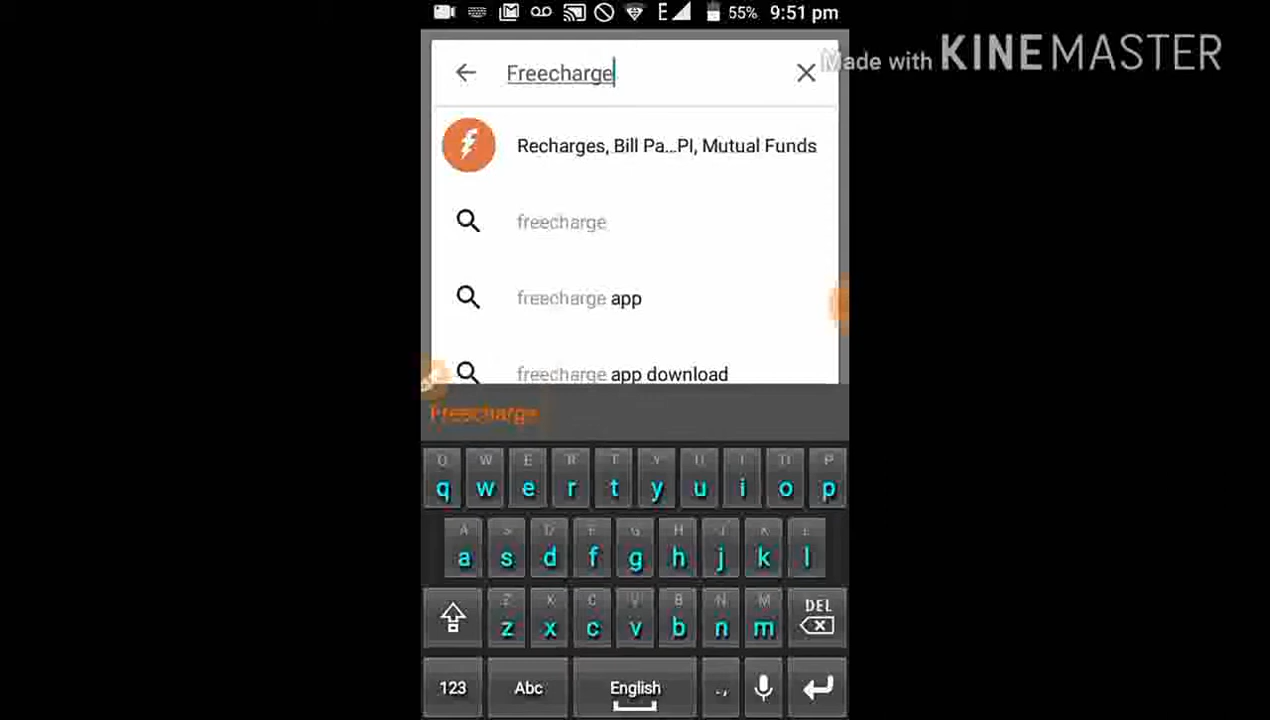 E 55% 9:51 pm
Made with KINEMASTER
Freecharge
Recharges, Bill Pa...PI, Mutual Funds
freecharge
freecharge app
freecharge app download
Freecharge
Q W E R T Y U I O P
q w e r t y u i o p
A S D F G H J K L
a s d f g h j k l
Z X C V B N M DEL
z x c v b n m
123 Abc English .,